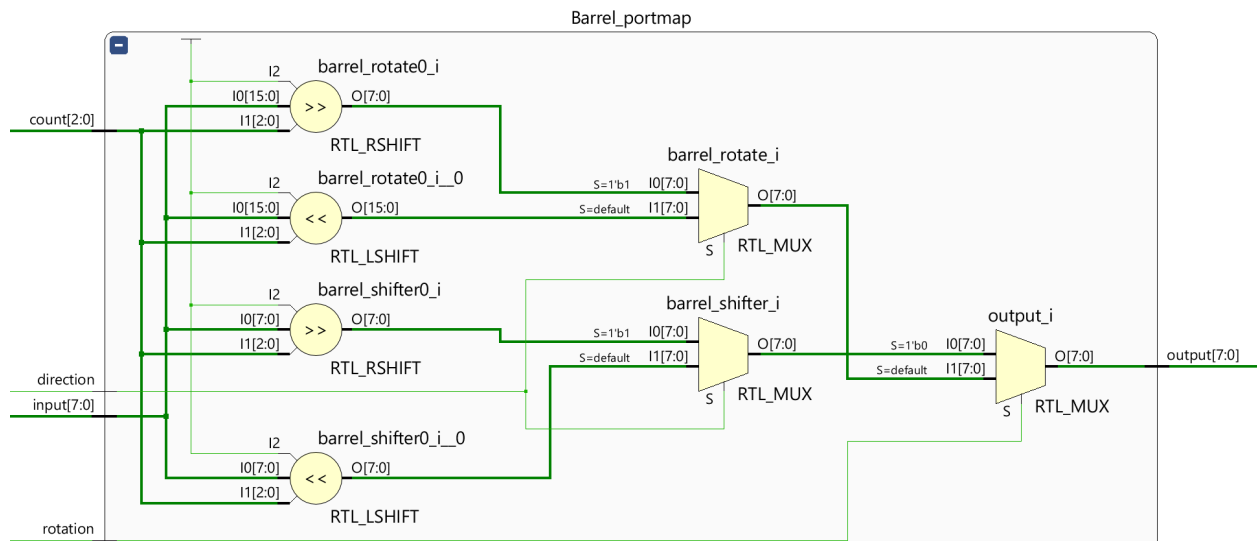 Barrel_portmap
−
barrel_rotate0_i
I2
I0[15:0]
O[7:0]
count[2:0]
I1[2:0]
>>
RTL_RSHIFT
barrel_rotate_i
barrel_rotate0_i__0
I2
S=1'b1
I0[7:0]
O[7:0]
I0[15:0]
O[15:0]
S=default
I1[7:0]
I1[2:0]
<<
S
RTL_MUX
RTL_LSHIFT
barrel_shifter0_i
I2
barrel_shifter_i
I0[7:0]
O[7:0]
output_i
S=1'b1
I0[7:0]
O[7:0]
S=1'b0
I0[7:0]
I1[2:0]
>>
S=default
I1[7:0]
O[7:0]
output[7:0]
RTL_RSHIFT
S=default
I1[7:0]
direction
S
RTL_MUX
input[7:0]
S
RTL_MUX
barrel_shifter0_i__0
I2
I0[7:0]
O[7:0]
I1[2:0]
<<
RTL_LSHIFT
rotation